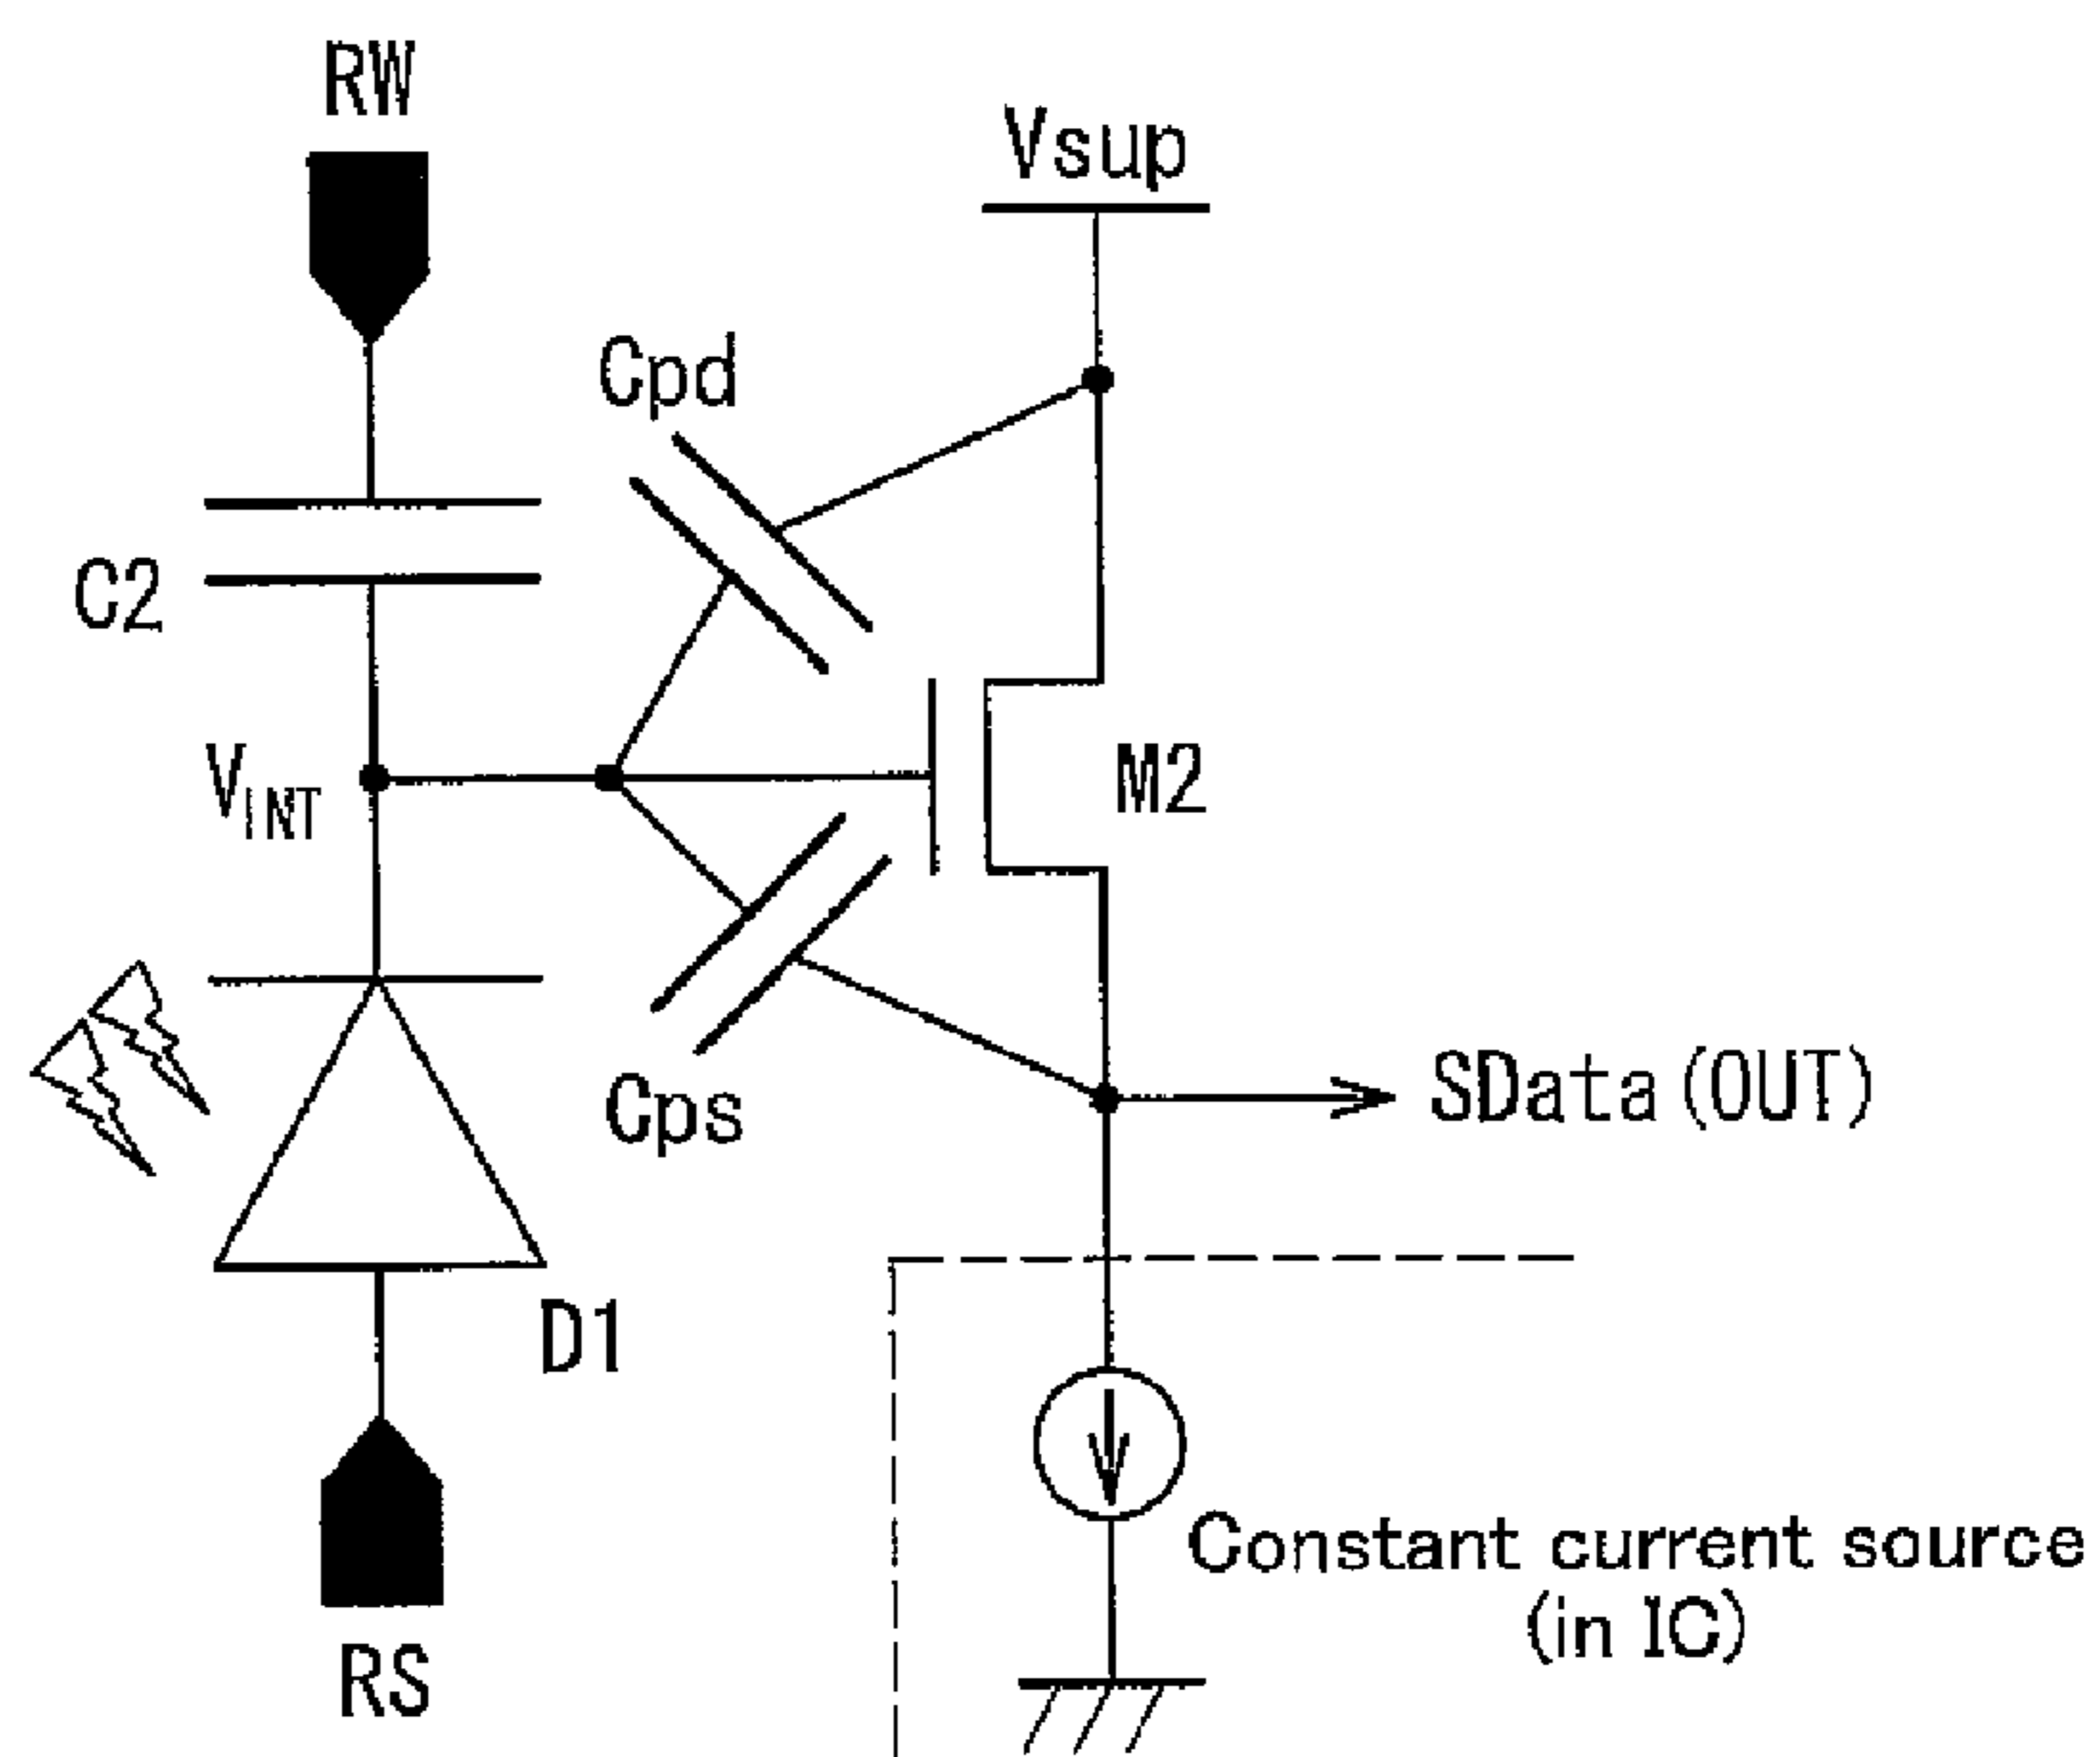 RW
Vsup
Cpd
C2
VINT
M2
Cps
SData(OUT)
D1
Constant current source
(in IC)
RS